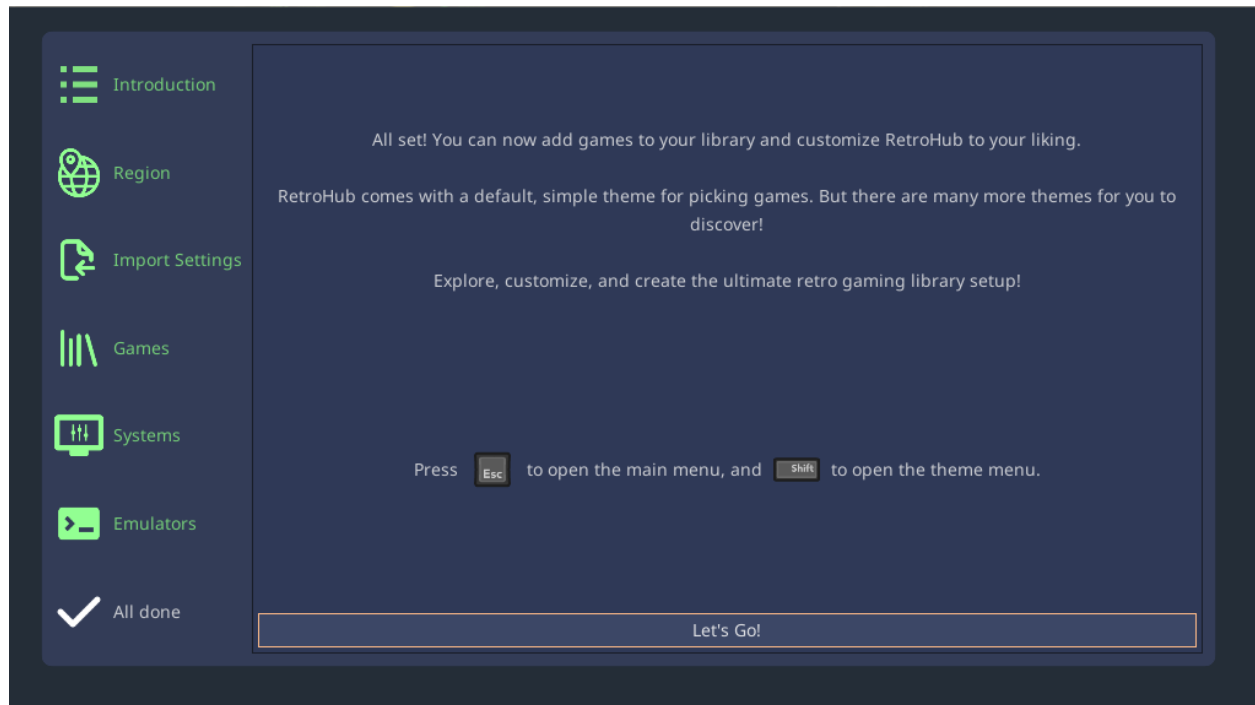 Introduction
Region
Import Settings
Games
Systems
Emulators
All done
All set! You can now add games to your library and customize RetroHub to your liking.
RetroHub comes with a default, simple theme for picking games. But there are many more themes for you to
discover!
Explore, customize, and create the ultimate retro gaming library setup!
Press Esc to open the main menu, and Shift to open the theme menu.
Let's Go!